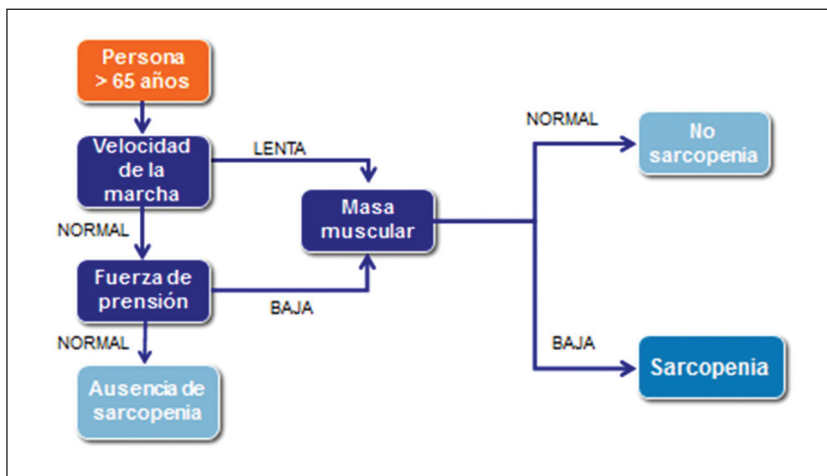 Persona
> 65 años
Velocidad
de la
marcha
LENTA
NORMAL
Fuerza de
prensión
BAJA
NORMAL
Ausencia de
sarcopenia
Masa
muscular
NORMAL
No
sarcopenia
BAJA
Sarcopenia